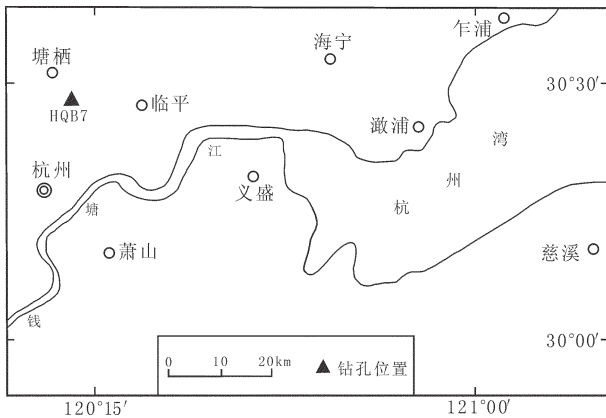 乍浦
海宁
塘栖
30°30′
临平
HQB7
澉浦
湾
江
杭州
义盛
州
杭
塘
萧山
慈溪
钱
30°00′
0 10 20km
钻孔位置
120°15′
121°00′